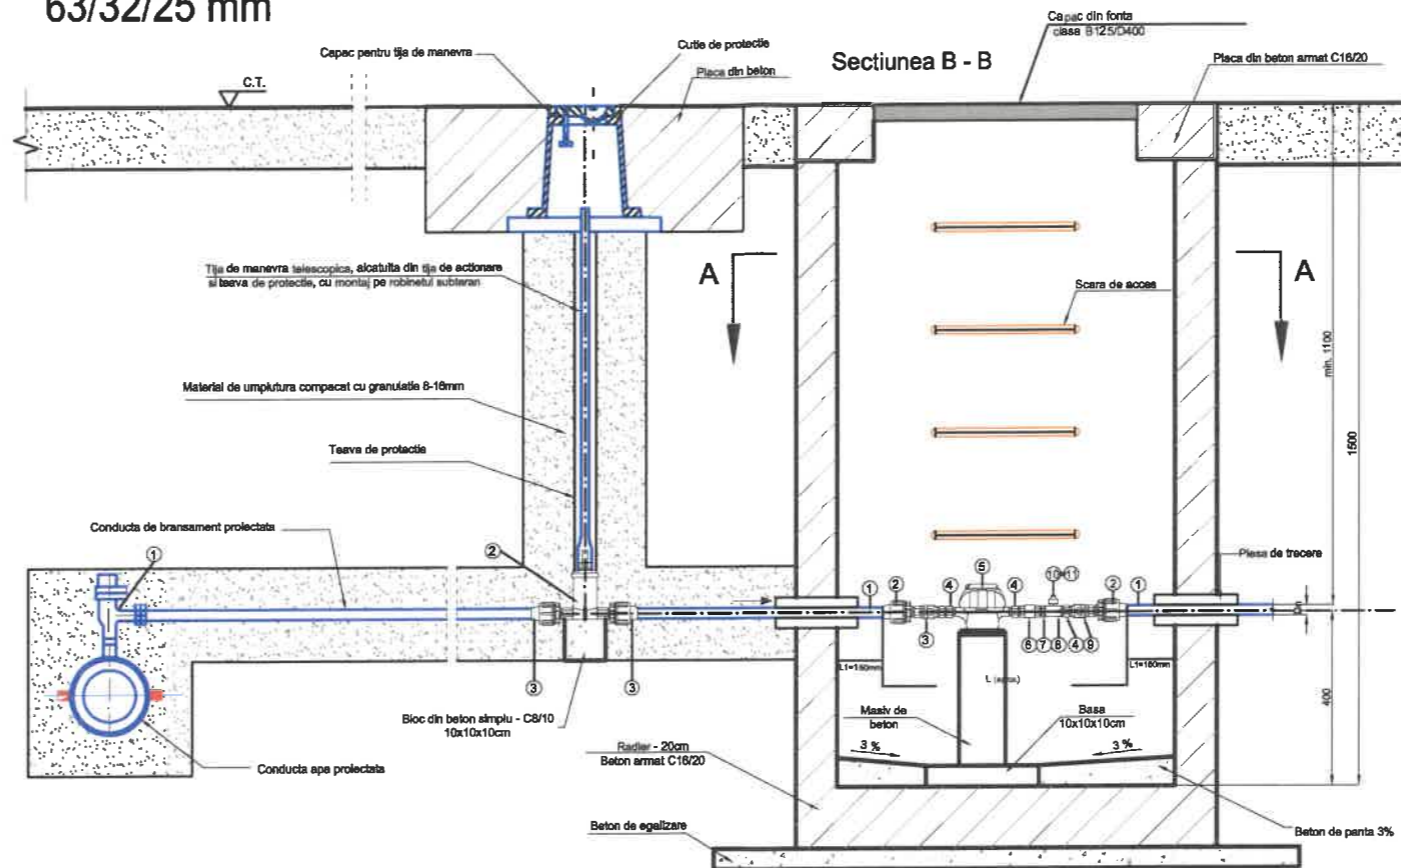 63/32/25 mm
Capac din fonta
clasa B125/D400
Capac pentru tija de manevra
Cutie de protectie
Placa din beton
Sectiunea B - B
Placa din beton armat C16/20
C.T.
Tija de manevra telescopica, alcatuita din tija de actionare
si teava de protectie, cu montaj pe robinetul subteran
A
A
Scara de acces
min. 1100
Material de umplutura compacat cu granulatie 8-16mm
1500
Teava de protectie
Conducta de bransament proiectata
Piesa de trecere
1
2
1
2
4
5
4
10
11
2
1
3
6
7
8
4
9
3
3
L1=150mm
L1=150mm
400
Bloc din beton simplu - C8/10
10x10x10cm
Masiv de
beton
Basa
10x10x10cm
Radier - 20cm
Beton armat C16/20
3 %
3 %
Conducta apa proiectata
Beton de egalizare
Beton de panta 3%